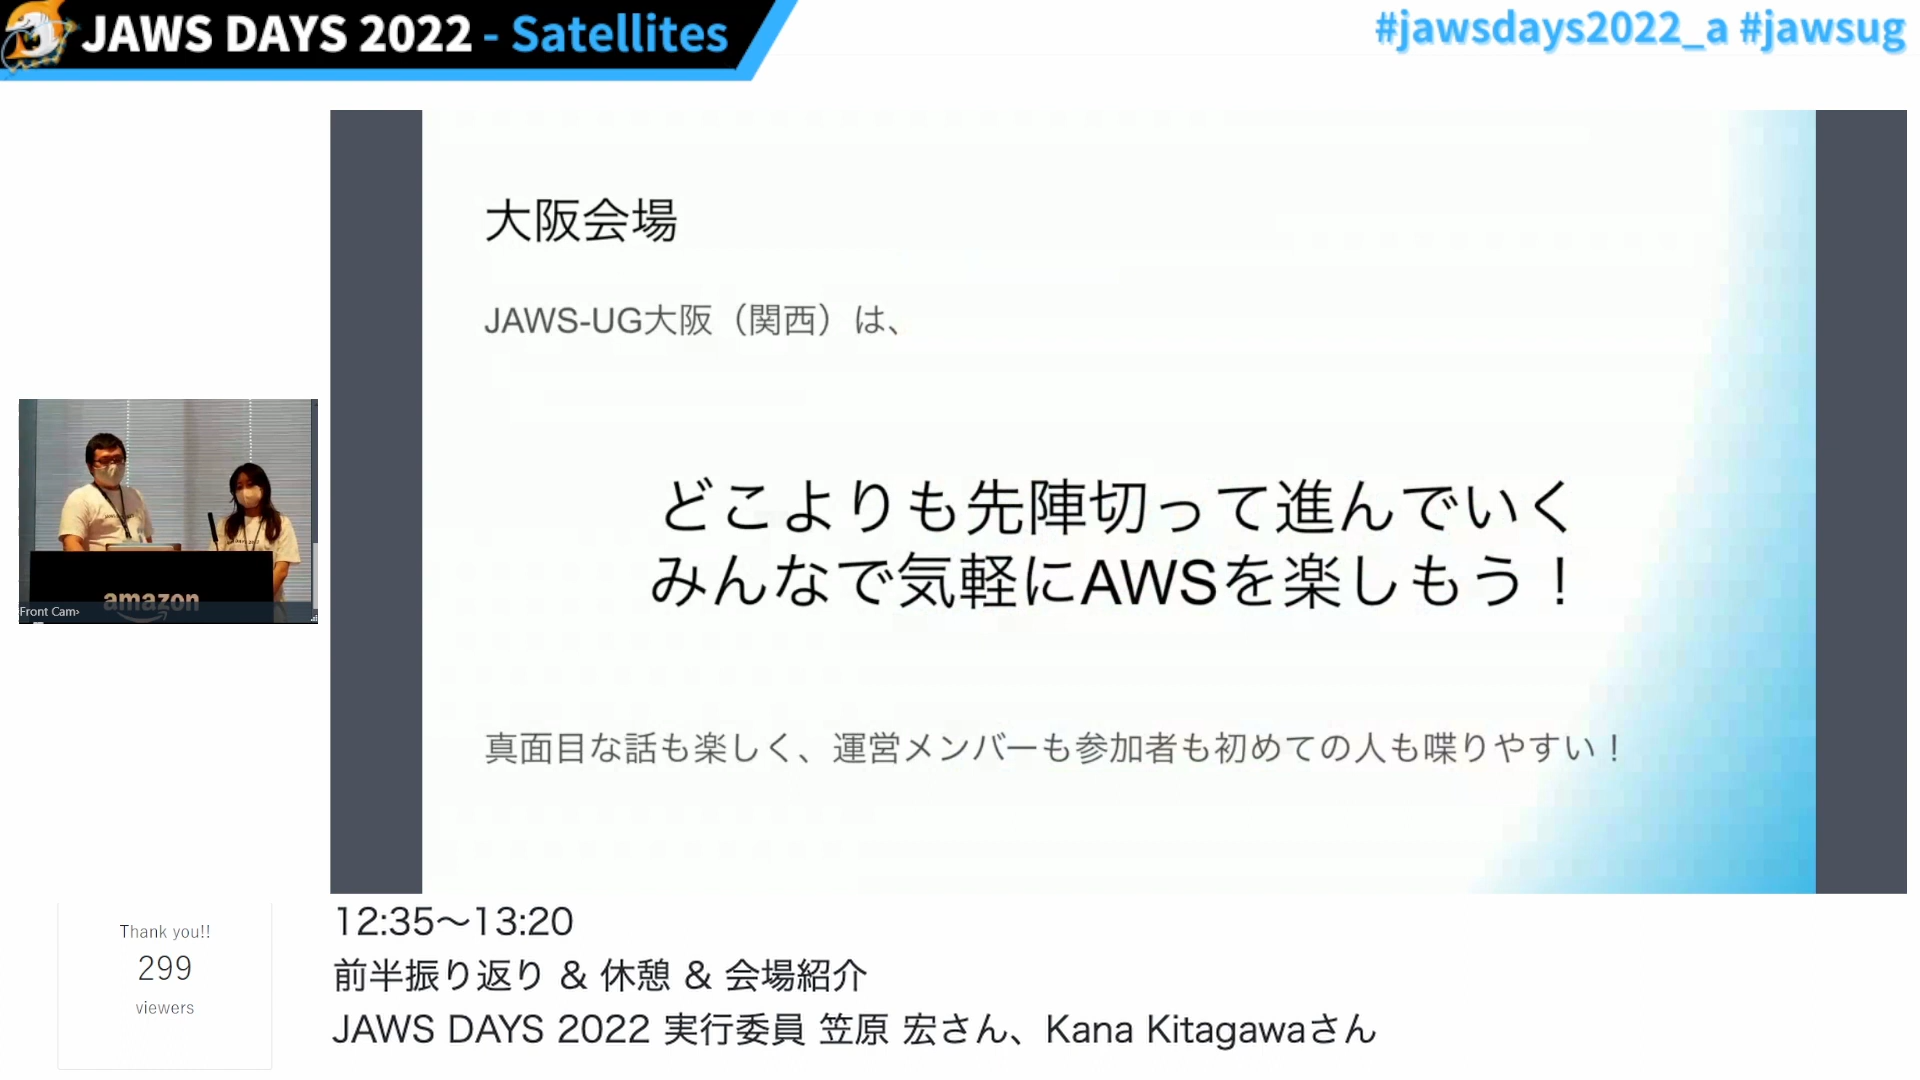 JAWS DAYS 2022 - Satellites
#jawsdays2022_a #jawsug
大阪会場
JAWS-UG大阪（関西）は、
どこよりも先陣切って進んでいく
みんなで気軽にAWSを楽しもう！
真面目な話も楽しく、運営メンバーも参加者も初めての人も喋りやすい！
amazon
Front Cam
Thank you!!
299
viewers
12:35〜13:20
前半振り返り & 休憩 & 会場紹介
JAWS DAYS 2022 実行委員 笠原 宏さん、Kana Kitagawaさん